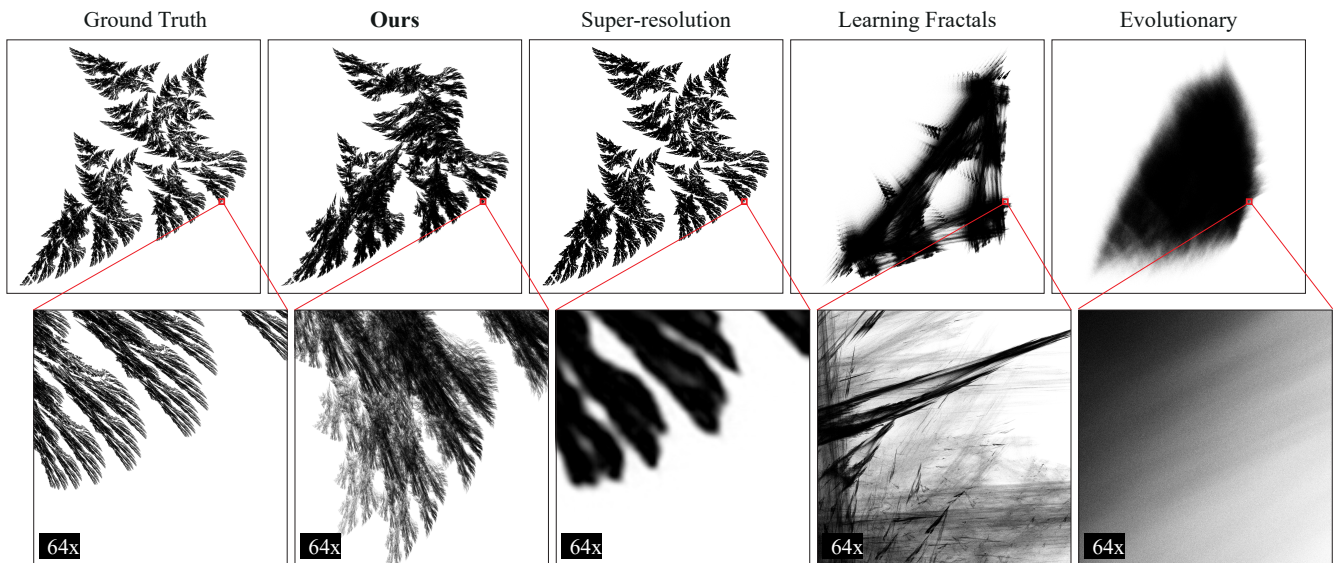 Ground Truth
Ours
Super-resolution
Learning Fractals
Evolutionary
64x
64x
64x
64x
64x